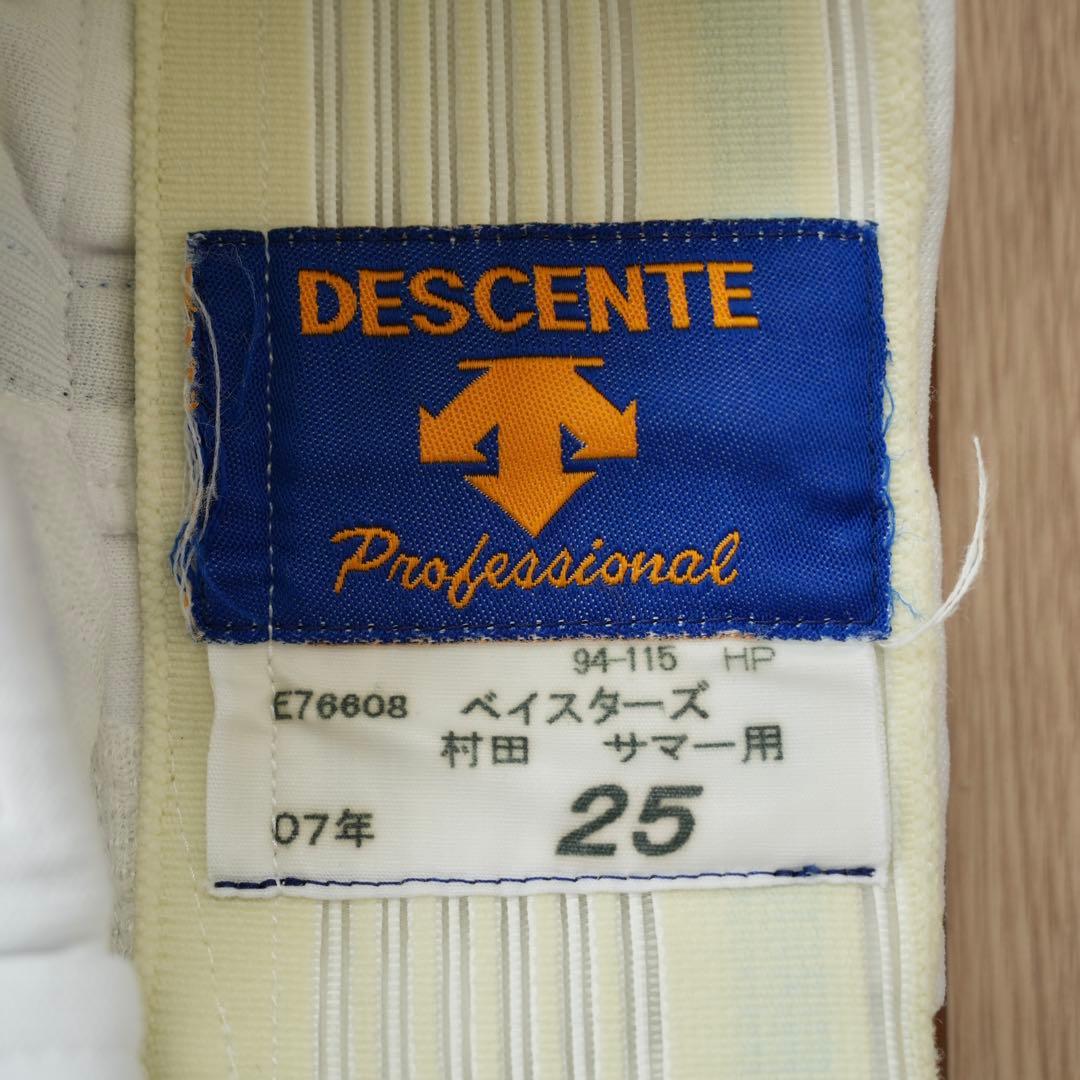 DESCENTE
Professional
94-115 HP
E76608 ベイスターズ
村田 サマー用
07年 25